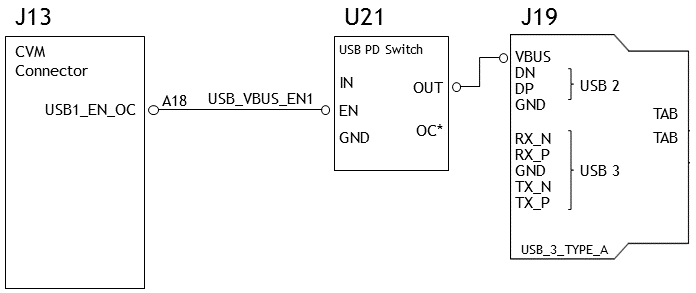 J13
CVM
Connector
USB1_EN_OC
A18
USB_VBUS_EN1
U21
USB PD Switch
IN
EN
GND
OUT
OC*
J19
VBUS
DN
DP
GND
USB 2
RX_N
RX_P
GND
TX_N
TX_P
USB 3
TAB
TAB
USB_3_TYPE_A